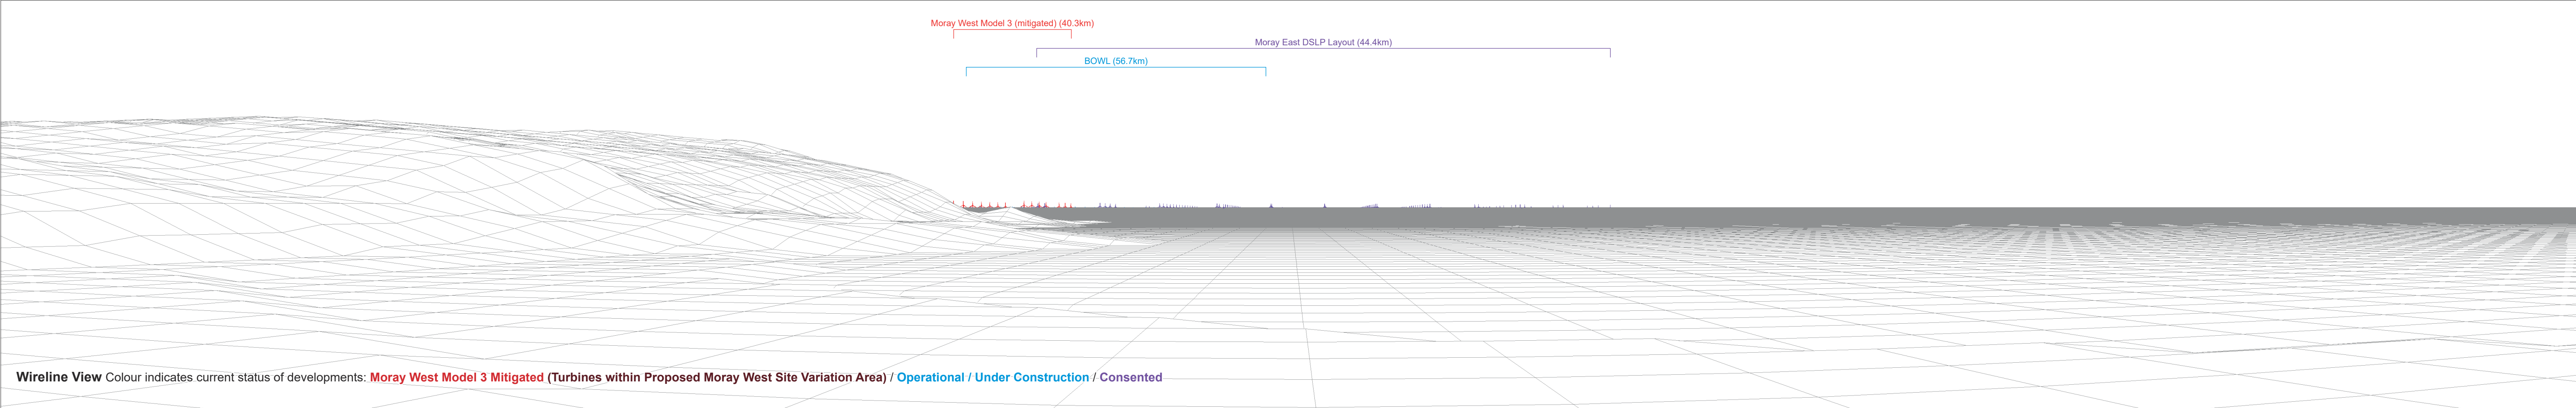 Moray West Model 3 (mitigated) (40.3km)
Moray East DSLP Layout (44.4km)
BOWL (56.7km)
Wireline View Colour indicates current status of developments: Moray West Model 3 Mitigated (Turbines within Proposed Moray West Site Variation Area) / Operational / Under Construction / Consented